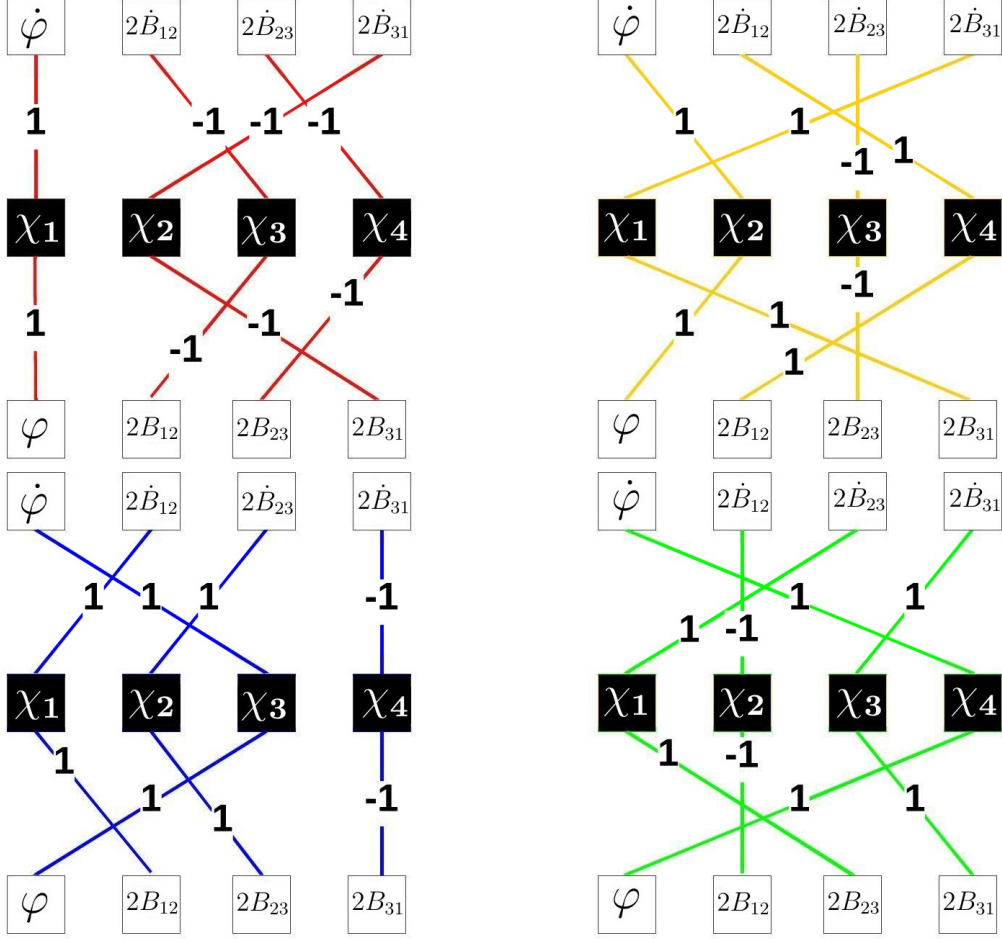 φ̇ 2Ḃ₁₂ 2Ḃ₂₃ 2Ḃ₃₁ φ̇ 2Ḃ₁₂ 2Ḃ₂₃ 2Ḃ₃₁
1 -1 -1 -1 1 1 -1 1
χ₁ χ₂ χ₃ χ₄ χ₁ χ₂ χ₃ χ₄
1 -1 -1 -1 1 1 1 -1
φ 2B₁₂ 2B₂₃ 2B₃₁ φ 2B₁₂ 2B₂₃ 2B₃₁
φ̇ 2Ḃ₁₂ 2Ḃ₂₃ 2Ḃ₃₁ φ̇ 2Ḃ₁₂ 2Ḃ₂₃ 2Ḃ₃₁
1 1 1 -1 1 -1 1 1
χ₁ χ₂ χ₃ χ₄ χ₁ χ₂ χ₃ χ₄
1 1 1 -1 1 -1 1 1
φ 2B₁₂ 2B₂₃ 2B₃₁ φ 2B₁₂ 2B₂₃ 2B₃₁